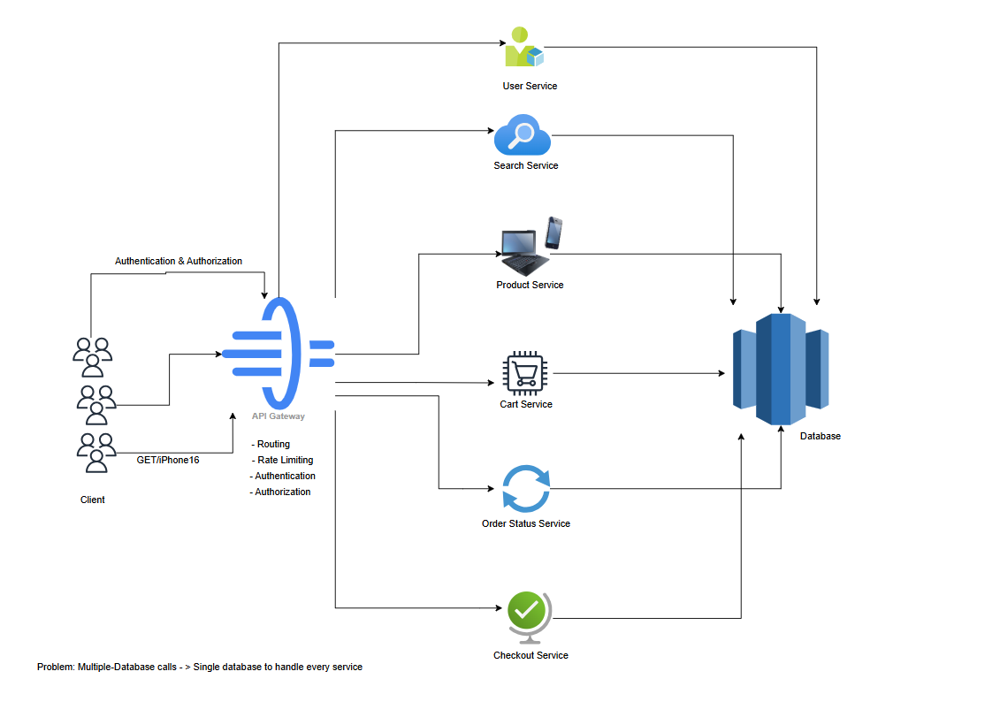 User Service
Search Service
Product Service
Authentication & Authorization
Cart Service
API Gateway
Database
- Routing
GET/iPhone16
- Rate Limiting
- Authentication
- Authorization
Client
Order Status Service
Checkout Service
Problem: Multiple-Database calls - > Single database to handle every service